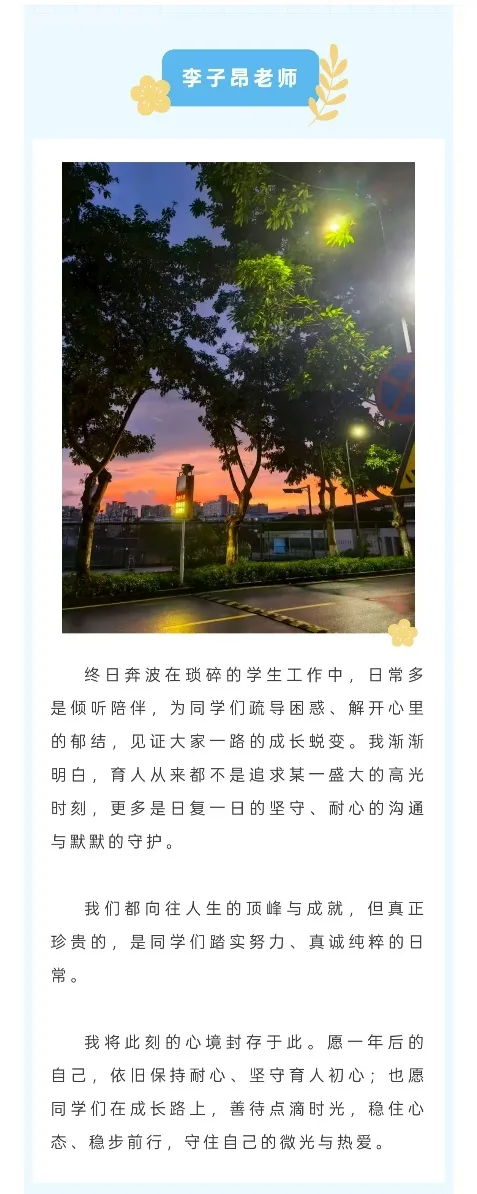 李子昂老师
终日奔波在琐碎的学生工作中，日常多
是倾听陪伴，为同学们疏导困惑、解开心里
的郁结，见证大家一路的成长蜕变。我渐渐
明白，育人从来都不是追求某一盛大的高光
时刻，更多是日复一日的坚守、耐心的沟通
与默默的守护。
我们都向往人生的顶峰与成就，但真正
珍贵的，是同学们踏实努力、真诚纯粹的日
常。
我将此刻的心境封存于此。愿一年后的
自己，依旧保持耐心、坚守育人初心；也愿
同学们在成长路上，善待点滴时光，稳住心
态、稳步前行，守住自己的微光与热爱。